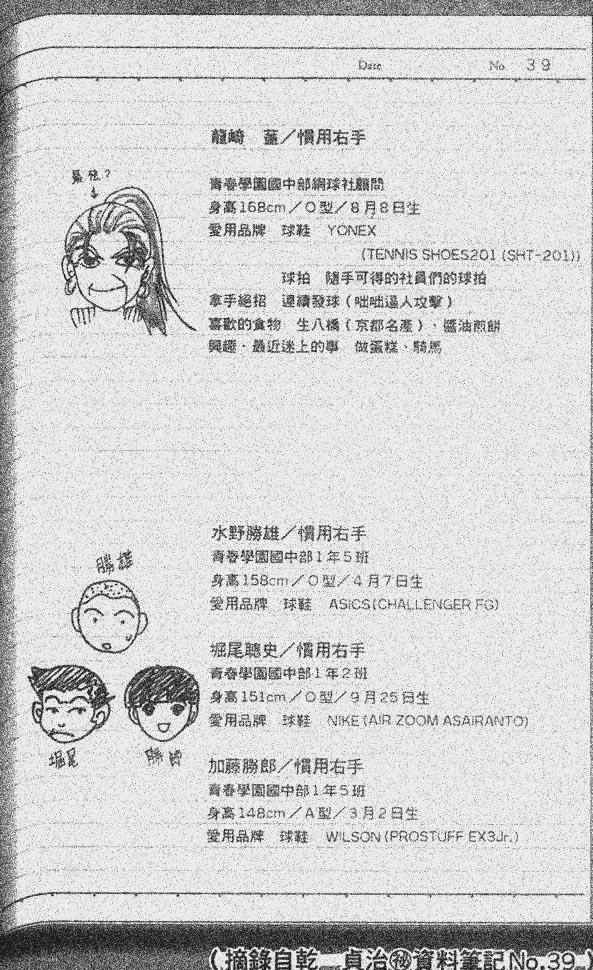 Date No. 39
龍崎 菫／慣用右手
青春學園國中部網球社顧問
身高168cm／O型／8月8日生
愛用品牌 球鞋 YONEX
(TENNIS SHOES201 (SHT-201))
球拍 隨手可得的社員們的球拍
拿手絕招 連續發球（咄咄逼人攻擊）
喜歡的食物 生八橋（京都名產）、醬油煎餅
興趣・最近迷上的事 做蛋糕、騎馬
水野勝雄／慣用右手
青春學園國中部1年5班
身高158cm／O型／4月7日生
愛用品牌 球鞋 ASICS(CHALLENGER FG)
勝雄
堀尾聰史／慣用右手
青春學園國中部1年2班
身高151cm／O型／9月25日生
愛用品牌 球鞋 NIKE(AIR ZOOM ASAIRANTO)
堀尾
勝郎
加藤勝郎／慣用右手
青春學園國中部1年5班
身高148cm／A型／3月2日生
愛用品牌 球鞋 WILSON(PROSTUFF EX3Jr.)
(摘錄自乾 貞治㊙資料筆記No.39)